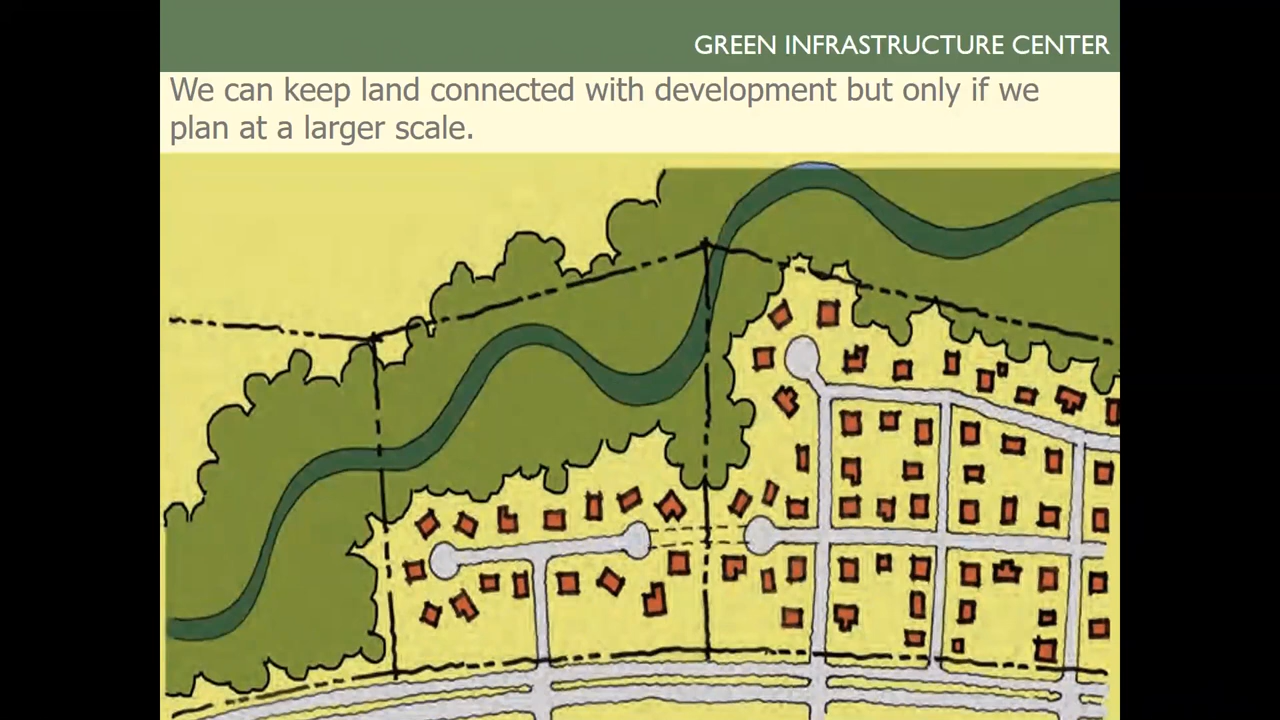 GREEN INFRASTRUCTURE CENTER
We can keep land connected with development but only if we
plan at a larger scale.